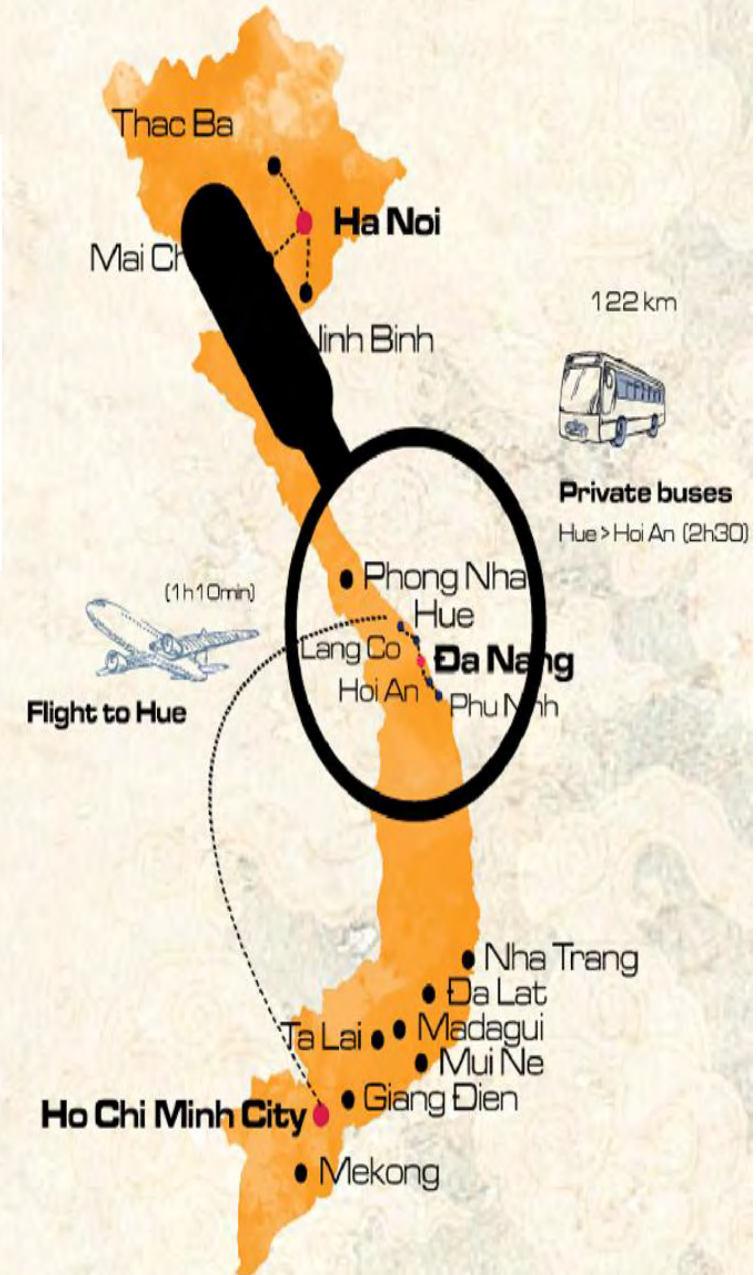 Thac Ba
Ha Noi
Mai Ch
inh Binh
122 km
Private buses
Hue > Hoi An (2h30)
Phong Nha
(1h10min)
Hue
Lang Co
Đa Nang
Hoi An
Phu Ninh
Flight to Hue
Nha Trang
Đa Lat
Madagui
Ta Lai
Mui Ne
Giang Đien
Ho Chi Minh City
Mekong